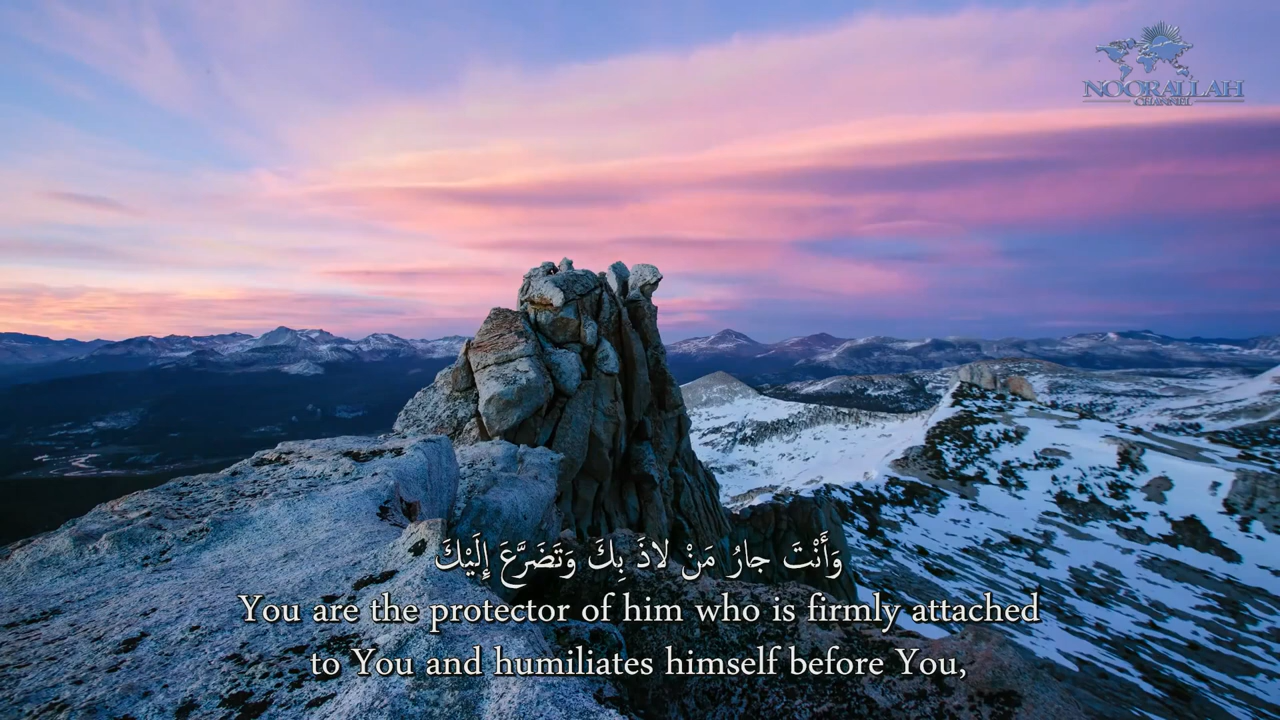 NOORALLAH
CHANNEL
وَأَنْتَ جارُ مَنْ لاذَ بِكَ وَتَضَرَّعَ إِلَيْكَ
You are the protector of him who is firmly attached
to You and humiliates himself before You,